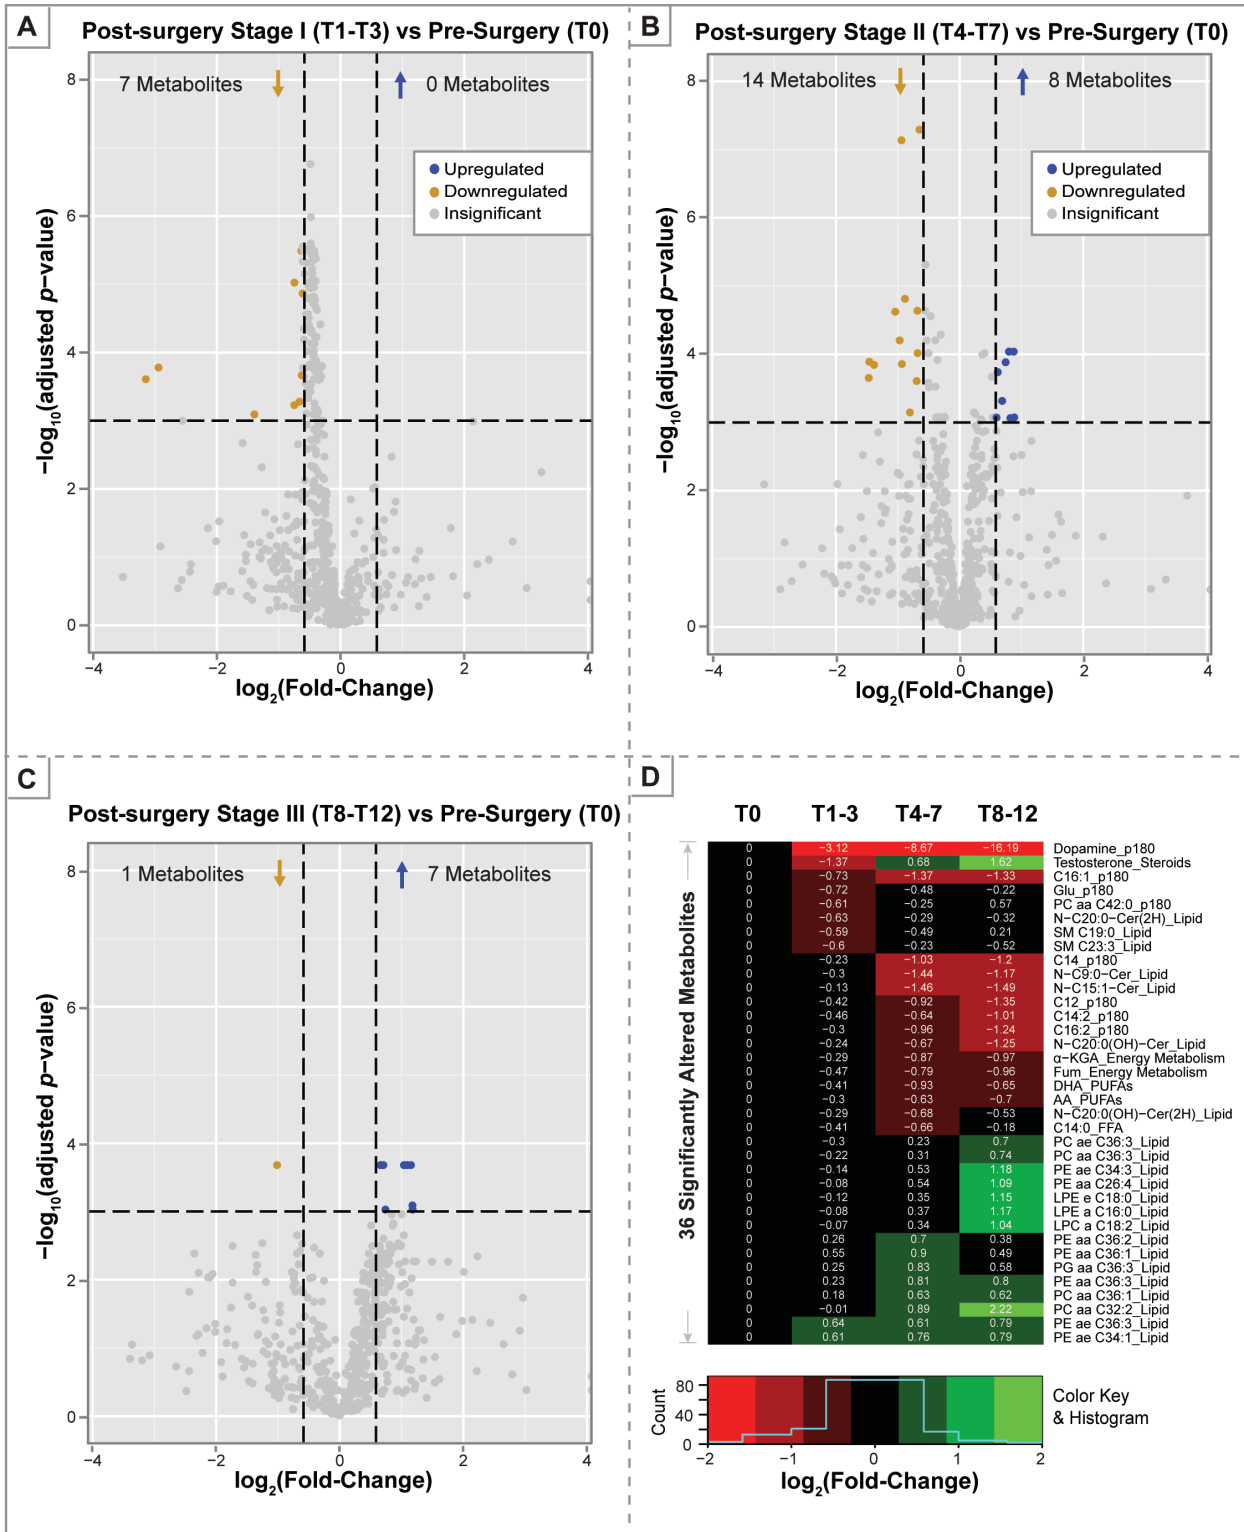 A
Post-surgery Stage I (T1-T3) vs Pre-Surgery (T0)
7 Metabolites
0 Metabolites
Upregulated
Downregulated
Insignificant
8
6
4
2
0
−4
−2
0
2
4
−log10(adjusted p−value)
log2(Fold-Change)
B
Post-surgery Stage II (T4-T7) vs Pre-Surgery (T0)
14 Metabolites
8 Metabolites
Upregulated
Downregulated
Insignificant
8
6
4
2
0
−4
−2
0
2
4
−log10(adjusted p−value)
log2(Fold-Change)
C
Post-surgery Stage III (T8-T12) vs Pre-Surgery (T0)
1 Metabolites
7 Metabolites
8
6
4
2
0
−4
−2
0
2
4
−log10(adjusted p−value)
log2(Fold-Change)
D
T0 T1-3 T4-7 T8-12
36 Significantly Altered Metabolites
0 −3.12 −8.67 −16.19 Dopamine_p180
0 −1.37 0.68 1.62 Testosterone_Steroids
0 −0.73 −1.37 −1.33 C16:1_p180
0 −0.72 −0.48 −0.22 Glu_p180
0 −0.61 −0.25 0.57 PC aa C42:0_p180
0 −0.63 −0.29 −0.32 N−C20:0−Cer(2H)_Lipid
0 −0.59 −0.49 0.21 SM C19:0_Lipid
0 −0.6 −0.23 −0.52 SM C23:3_Lipid
0 −0.23 −1.03 −1.2 C14_p180
0 −0.3 −1.44 −1.17 N−C9:0−Cer_Lipid
0 −0.13 −1.46 −1.49 N−C15:1−Cer_Lipid
0 −0.42 −0.92 −1.35 C12_p180
0 −0.46 −0.64 −1.01 C14:2_p180
0 −0.3 −0.96 −1.24 C16:2_p180
0 −0.24 −0.67 −1.25 N−C20:0(OH)−Cer_Lipid
0 −0.29 −0.87 −0.97 α−KGA_Energy Metabolism
0 −0.47 −0.79 −0.96 Fum_Energy Metabolism
0 −0.41 −0.93 −0.65 DHA_PUFAs
0 −0.3 −0.63 −0.7 AA_PUFAs
0 −0.29 −0.68 −0.53 N−C20:0(OH)−Cer(2H)_Lipid
0 −0.41 −0.66 −0.18 C14:0_FFA
0 −0.3 0.23 0.7 PC ae C36:3_Lipid
0 −0.22 0.31 0.74 PC aa C36:3_Lipid
0 −0.14 0.53 1.18 PE ae C34:3_Lipid
0 −0.08 0.54 1.09 PE aa C26:4_Lipid
0 −0.12 0.35 1.15 LPE e C18:0_Lipid
0 −0.08 0.37 1.17 LPE a C16:0_Lipid
0 −0.07 0.34 1.04 LPC a C18:2_Lipid
0 0.26 0.7 0.38 PE aa C36:2_Lipid
0 0.55 0.9 0.49 PE aa C36:1_Lipid
0 0.25 0.83 0.58 PG aa C36:3_Lipid
0 0.23 0.81 0.8 PE aa C36:3_Lipid
0 0.18 0.63 0.62 PC aa C36:1_Lipid
0 −0.01 0.89 2.22 PC aa C32:2_Lipid
0 0.64 0.61 0.79 PE ae C36:3_Lipid
0 0.61 0.76 0.79 PE ae C34:1_Lipid
Count
80
40
0
−2
−1
0
1
2
log2(Fold-Change)
Color Key
& Histogram